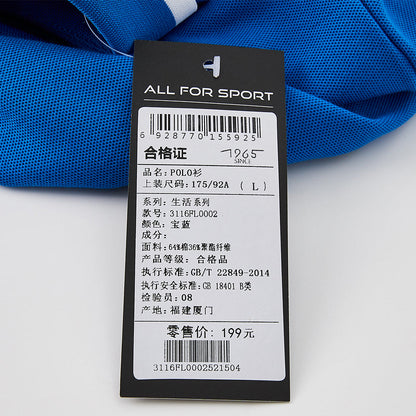 ALL FOR SPORT
6 928770 155925
合格证
1965
SINCE
品名: POLO衫
上装尺码: 175/92A ( L )
系列: 生活系列
款号: 3116FL0002
颜色: 宝蓝
成分:
面料: 64%棉36%聚酯纤维
产品等级: 合格品
执行标准: GB/T 22849-2014
执行安全标准: GB 18401 B类
检验员: 08
产地: 福建厦门
零售价: 199元
3116FL0002521504